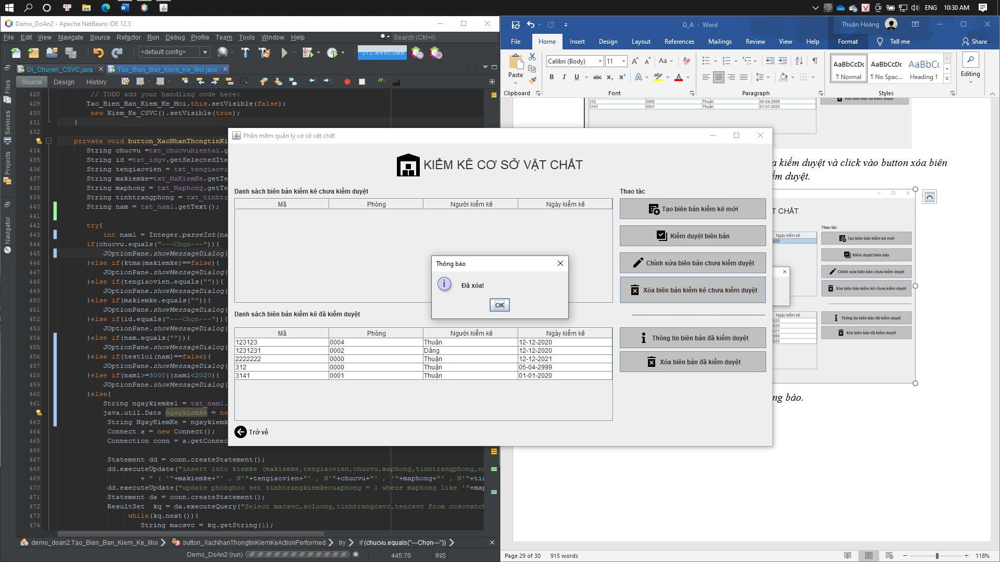 ENG
10:30 AM
Demo_DoAn2 - Apache NetBeans IDE 12.3
File Edit View Navigate Source Refactor Run Debug Profile Team Tools Window Help
Search (Ctrl+I)
<default config>
272.9/495.0MB
Di_Chuyen_CSVC.java
Tao_Bien_Ban_Kiem_Ke_Moi.java
Source Design History
Files
Services
Projects
Navigator
428 // TODO add your handling code here:
429 Tao_Bien_Ban_Kiem_Ke_Moi.this.setVisible(false);
430 new Kiem_Ke_CSVC().setVisible(true);
431 }
432
private void button_XacNhanThongtinKi
434 String chucvu =txt_chucvuhientai.g
435 String id =txt_idgv.getSelectedIte
436 String tengiaovien = txt_tengiaovi
437 String makiemke=txt_MaKiemKe.getTe
438 String maphong = txt_Maphong.getTe
439 String tinhtrangphong = txt_tinhtr
440 String nam = txt_nam1.getText();
441
442 try{
443 int nam1 = Integer.parseInt(na
444 if(chucvu.equals("---Chọn---")){
445 JOptionPane.showMessageDialog(
446 }else if(ktma(makiemke)==false){
447 JOptionPane.showMessageDialog(
448 }else if(tengiaovien.equals("")){
449 JOptionPane.showMessageDialog(
450 }else if(makiemke.equals("")){
451 JOptionPane.showMessageDialog(
452 }else if(id.equals("---Chọn---")){
453 JOptionPane.showMessageDialog(
454 }else if(nam.equals("")){
455 JOptionPane.showMessageDialog(
456 }else if(testloi(nam)==false){
457 JOptionPane.showMessageDialog(
458 }else if(nam1>=3000||nam1<2020){
459 JOptionPane.showMessageDialog(
460 }else{
461 String ngaykiemke1 = txt_nam1.
java.util.Date ngaykiemke = ne
463 String NgayKiemKe = ngaykiemk
464 Connect a = new Connect();
465 Connection conn = a.getConnec
466
467 Statement dd = conn.createStatement();
468 dd.executeUpdate("insert into kiemke (makiemke,tengiaovien,chucvu,maphong,tinhtrangphong,ng
469 + " ( '"+makiemke+"' , N'"+tengiaovien+"' , N'"+chucvu+"' , '"+maphong+"' , N'"+tin
470 dd.executeUpdate("update phonghoc set tinhtrangkiemkecuaphong = 1 where maphong like '"+map
471 Statement da = conn.createStatement();
472 ResultSet kq = da.executeQuery("Select macsvc,soluong,tinhtrangcsvc,tencsvc from cosovatch
473 while(kq.next()){
474 String macsvc = kq.getString(1);
demo_doan2.Tao_Bien_Ban_Kiem_Ke_Moi
button_XacNhanThongtinKiemKeActionPerformed
try
if (chucvu.equals("---Chọn---"))
Demo_DoAn2 (run)
445:70
INS
Phần mềm quản lý cơ sở vật chất
KIỂM KÊ CƠ SỞ VẬT CHẤT
Danh sách biên bản kiểm kê chưa kiểm duyệt
Mã Phòng Người kiểm kê Ngày kiểm kê
Danh sách biên bản kiểm kê đã kiểm duyệt
Mã Phòng Người kiểm kê Ngày kiểm kê
123123 0004 Thuận 12-12-2020
1231231 0002 Dâng 12-12-2020
2222222 0000 Thuận 12-12-2021
312 0000 Thuận 05-04-2999
3141 0001 Thuận 01-01-2020
Trở về
Thao tác
Tạo biên bản kiểm kê mới
Kiểm duyệt biên bản
Chỉnh sửa biên bản chưa kiểm duyệt
Xóa biên bản kiểm kê chưa kiểm duyệt
Thông tin biên bản đã kiểm duyệt
Xóa biên bản đã kiểm duyệt
Thông báo
Đã xóa!
OK
D_A - Word
Thuận Hoàng
File Home Insert Design Layout References Mailings Review View Help Format Tell me Share
Paste
Calibri (Body) 11
Clipboard
Font
Paragraph
AaBbCcDc AaBbCcDc AaBbC
¶ Normal ¶ No Spac... Heading 1
Styles
Editing
312 0000 Thuận 05-04-2999
3141 0001 Thuận 01-01-2020
Xóa biên bản đã kiểm duyệt
kiểm duyệt và click vào button xóa biên
duyệt.
T CHẤT
Thao tác
Ngày kiểm kê
2020
Tạo biên bản kiểm kê mới
Kiểm duyệt biên bản
Chỉnh sửa biên bản chưa kiểm duyệt
Xóa biên bản kiểm kê chưa kiểm duyệt
Ngày kiểm kê
2020
2020
2021
2999
2020
Thông tin biên bản đã kiểm duyệt
Xóa biên bản đã kiểm duyệt
ng báo.
Page 29 of 30
915 words
118%